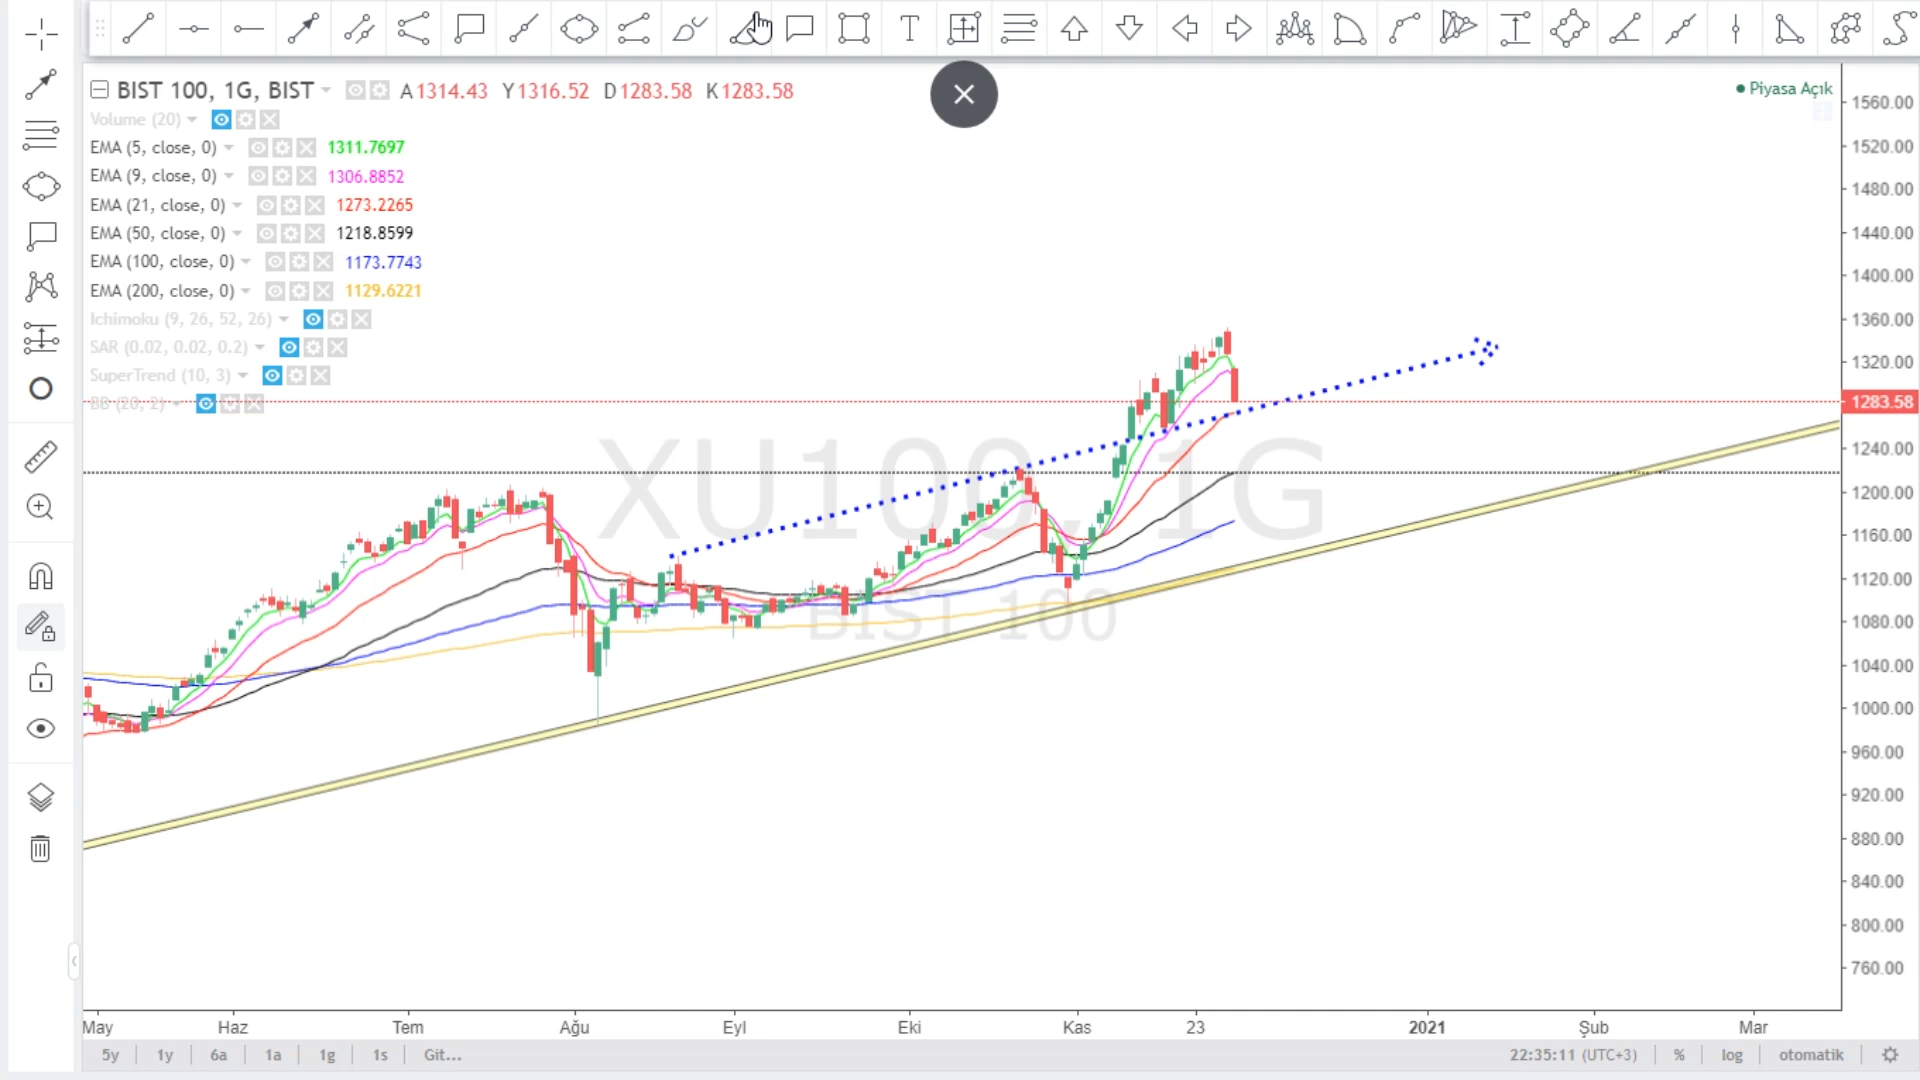 BIST 100, 1G, BIST A1314.43 Y1316.52 D1283.58 K1283.58
Piyasa Açık
Volume (20)
EMA (5, close, 0) 1311.7697
EMA (9, close, 0) 1306.8852
EMA (21, close, 0) 1273.2265
EMA (50, close, 0) 1218.8599
EMA (100, close, 0) 1173.7743
EMA (200, close, 0) 1129.6221
Ichimoku (9, 26, 52, 26)
SAR (0.02, 0.02, 0.2)
SuperTrend (10, 3)
BB (20, 2)
XU100, 1G
BIST 100
1560.00
1520.00
1480.00
1440.00
1400.00
1360.00
1320.00
1283.58
1240.00
1200.00
1160.00
1120.00
1080.00
1040.00
1000.00
960.00
920.00
880.00
840.00
800.00
760.00
May Haz Tem Ağu Eyl Eki Kas 23 2021 Şub Mar
5y 1y 6a 1a 1g 1s Git... 22:35:11 (UTC+3) % log otomatik